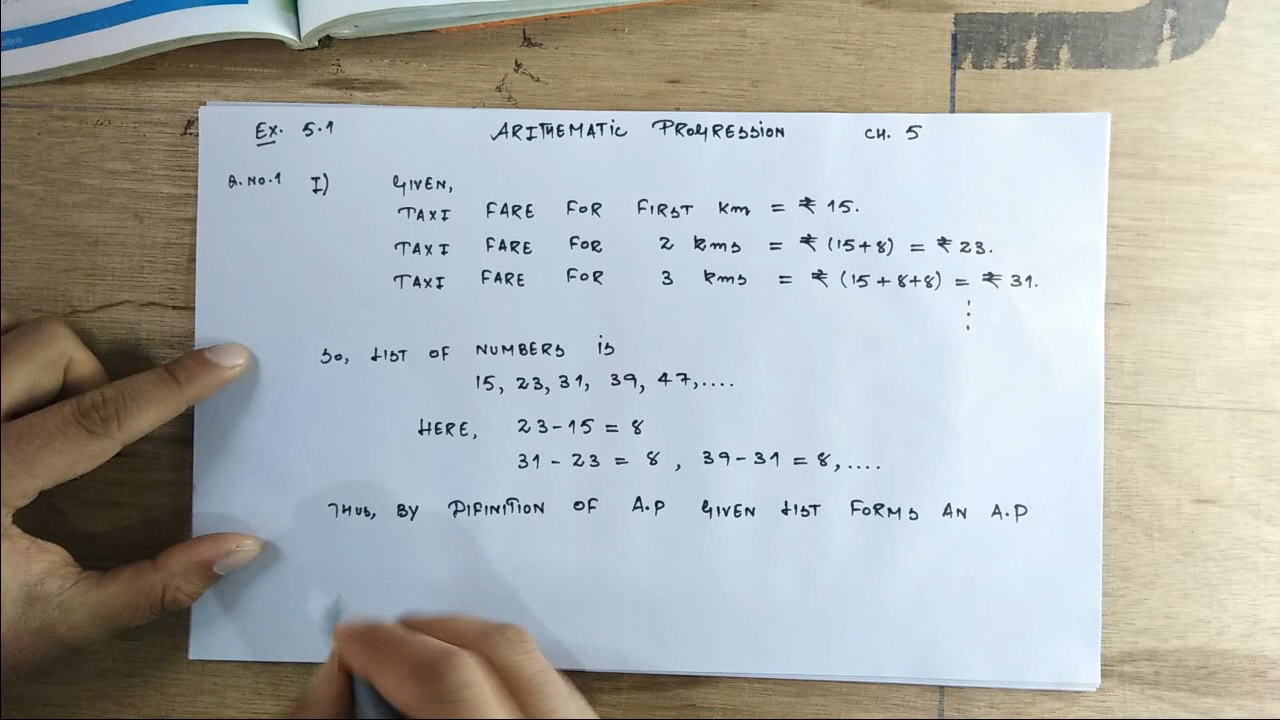 Ex. 5.1 ARITHEMATIC PROGRESSION CH. 5
Q.NO.1 I) GIVEN,
TAXI FARE FOR FIRST km = ₹ 15.
TAXI FARE FOR 2 kms = ₹ (15+8) = ₹ 23.
TAXI FARE FOR 3 kms = ₹ (15+8+8) = ₹ 31.
⋮
SO, LIST OF NUMBERS is
15, 23, 31, 39, 47,....
HERE, 23-15 = 8
31 - 23 = 8 , 39-31 = 8, ....
THUS, BY DIFINITION OF A.P GIVEN LIST FORMS AN A.P